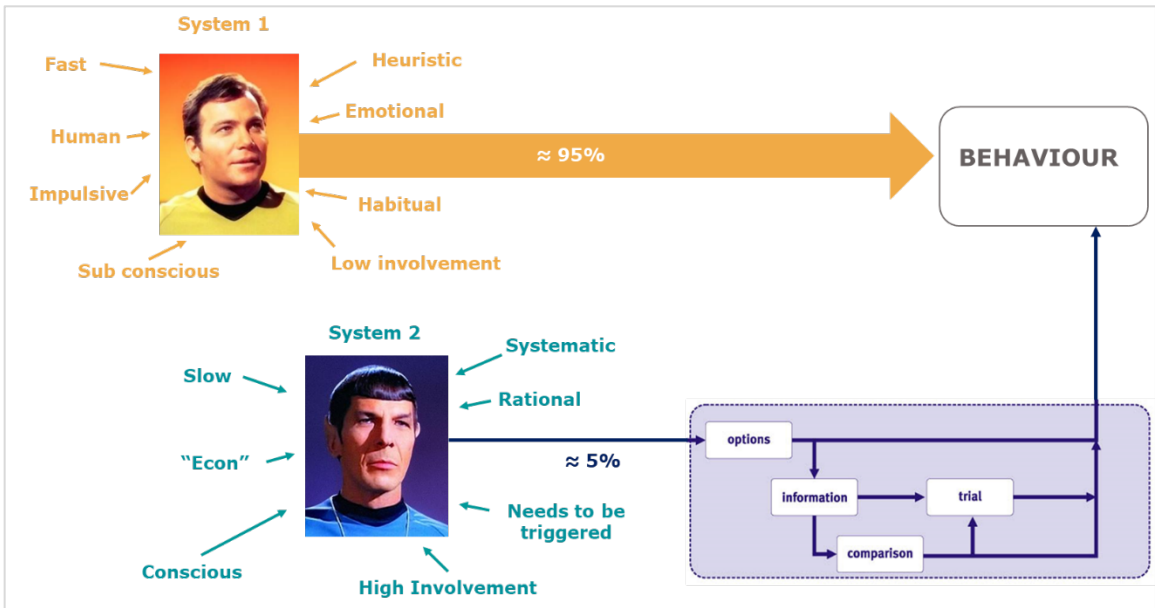 System 1
Fast
Heuristic
Emotional
Human
≈ 95%
BEHAVIOUR
Impulsive
Habitual
Sub conscious
Low involvement
System 2
Systematic
Slow
Rational
"Econ"
≈ 5%
options
information
trial
comparison
Needs to be
triggered
Conscious
High Involvement